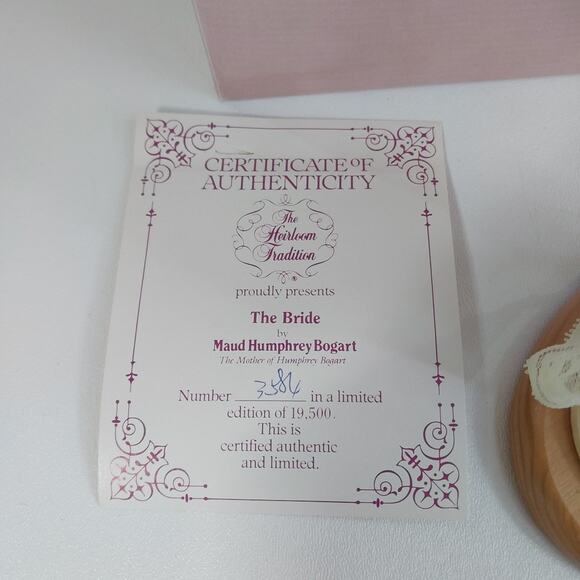 CERTIFICATE OF
AUTHENTICITY
The
Heirloom
Tradition
®
proudly presents
The Bride
by
Maud Humphrey Bogart
The Mother of Humphrey Bogart
Number 3384 in a limited
edition of 19,500.
This is
certified authentic
and limited.